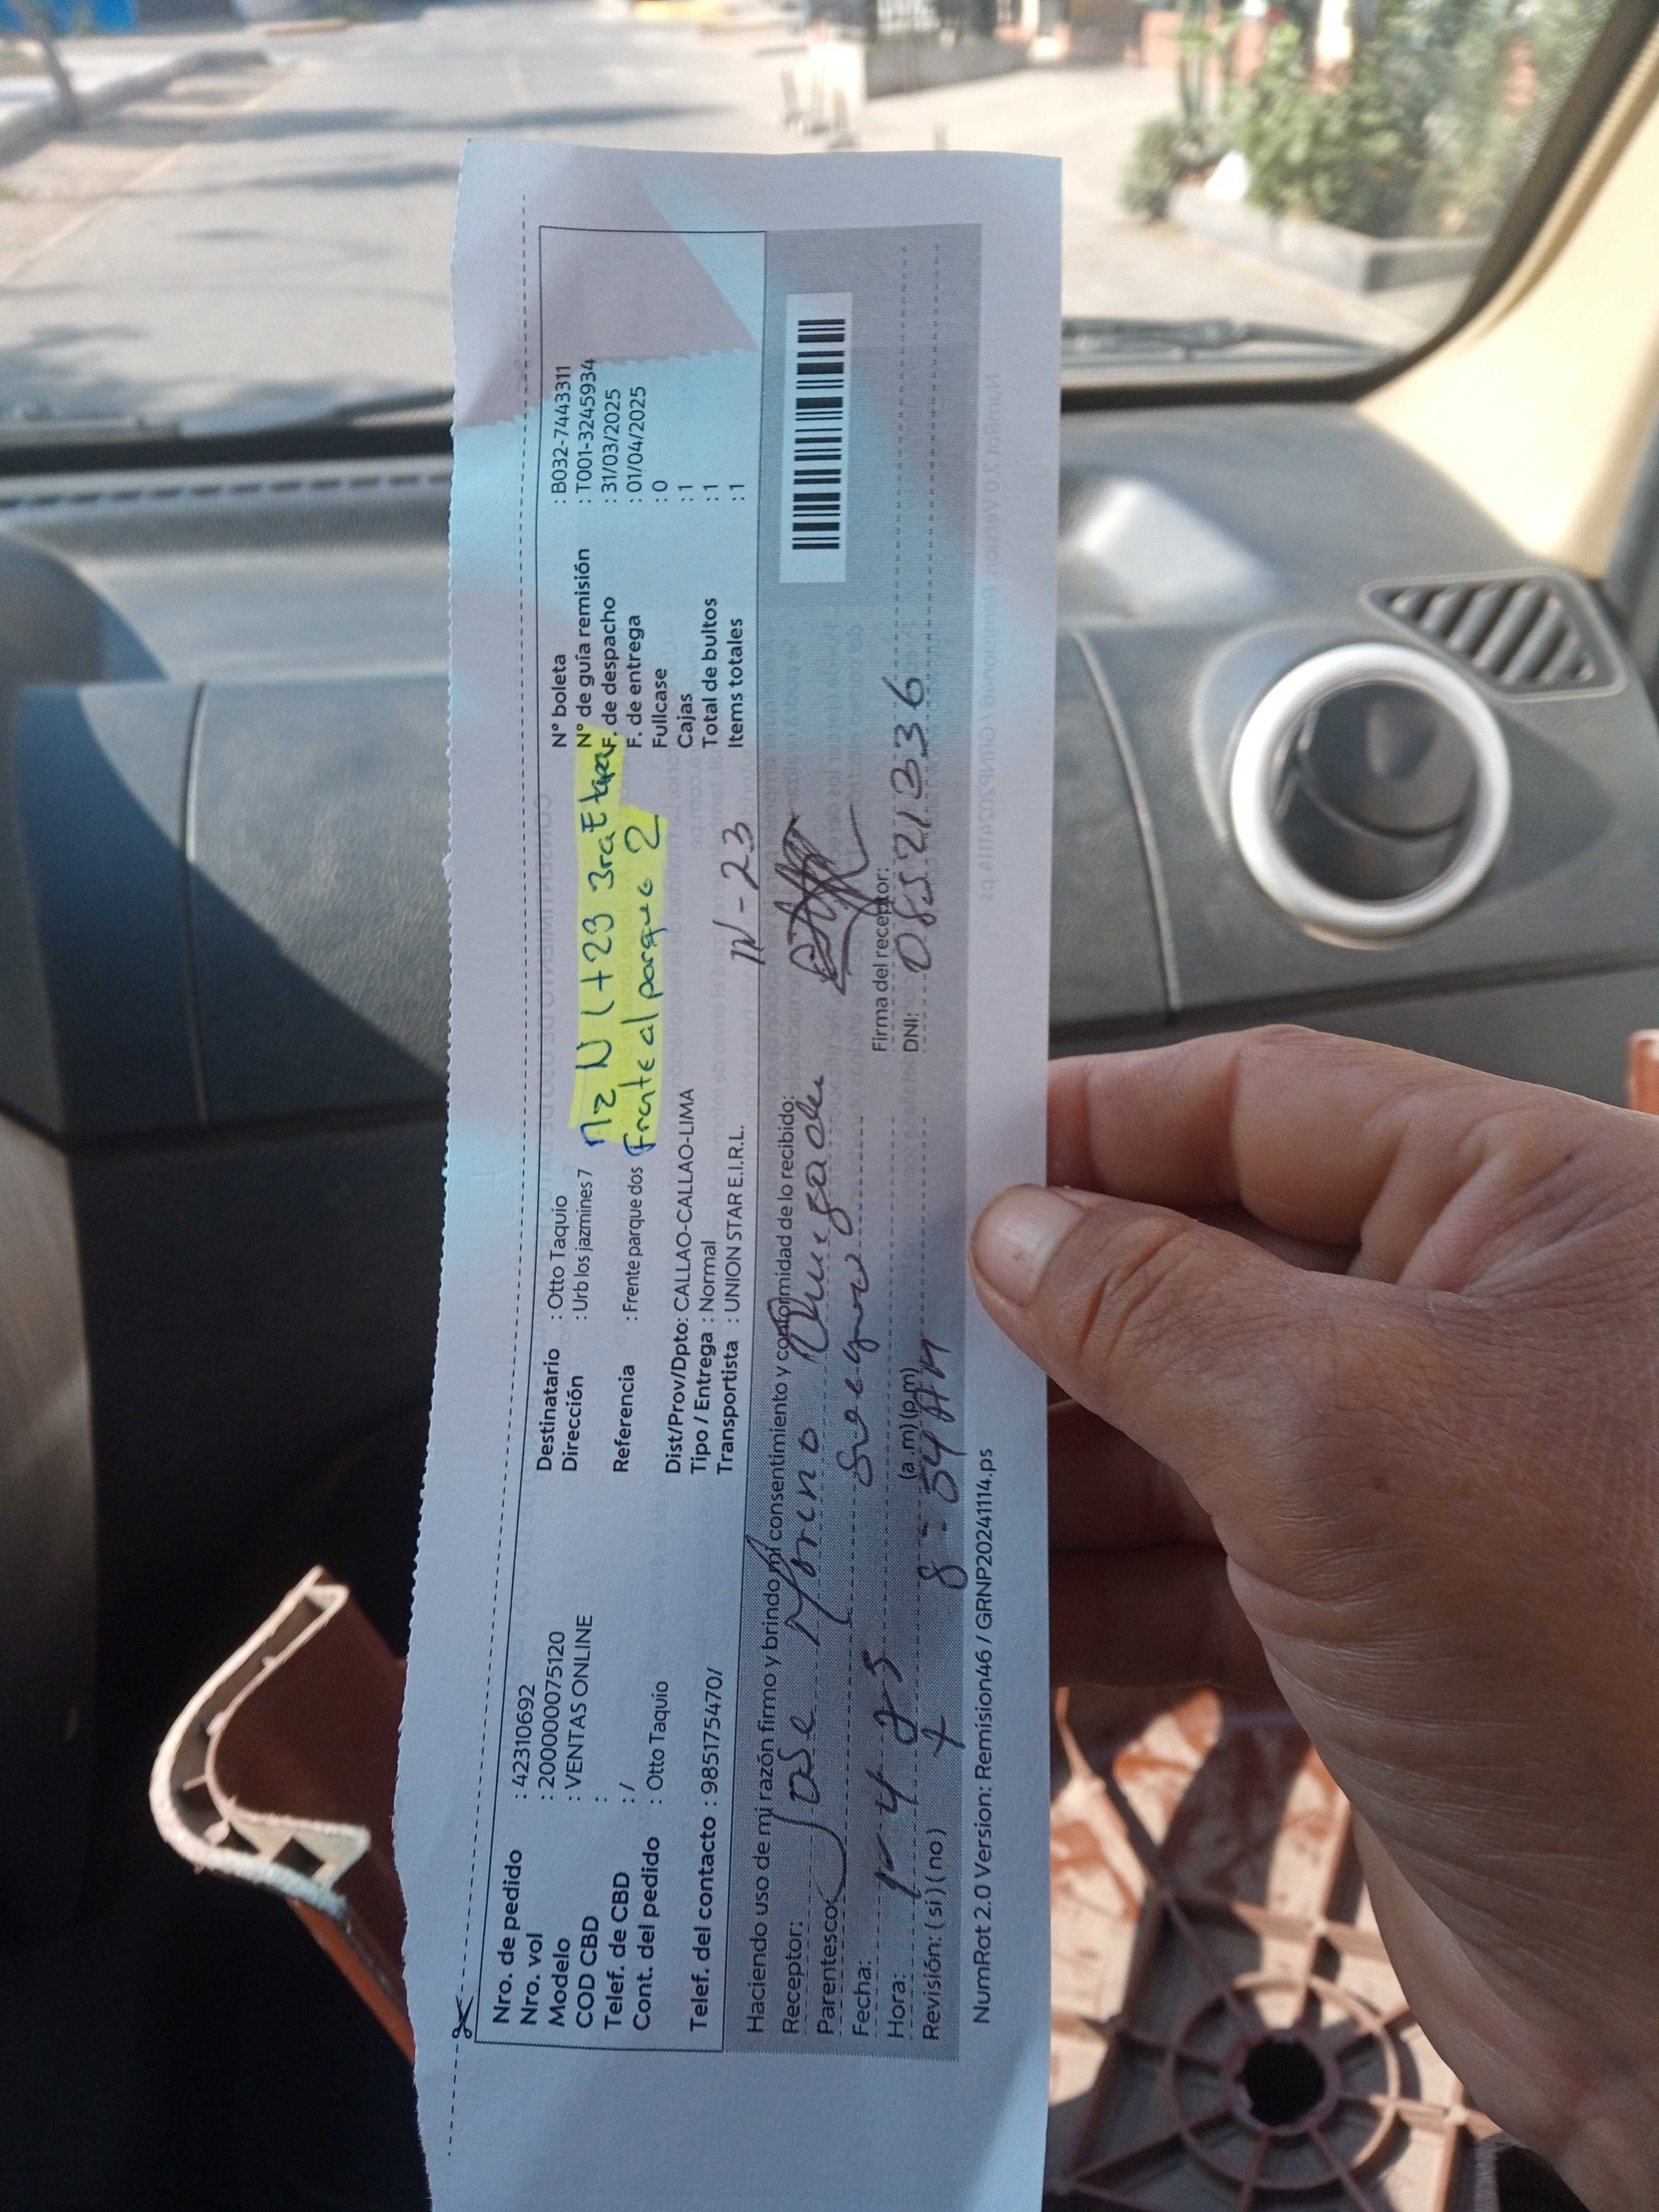 Nro. de pedido : 42310692
Nro. vol : 200000075120
Modelo : VENTAS ONLINE
COD CBD :
Telef. de CBD : /
Cont. del pedido : Otto Taquío
Telef. del contacto : 985175470/
Destinatario : Otto Taquío
Dirección : Urb los jazmines 7
Mz N Lt 23 3ra Etapa
Referencia : Frente parque dos
Frente al parque 2
Dist/Prov/Dpto: CALLAO-CALLAO-LIMA
Tipo / Entrega : Normal
Transportista : UNION STAR E.I.R.L.
N-23
N° boleta : B032-7443311
N° de guía remisión : T001-3245934
F. de despacho : 31/03/2025
F. de entrega : 01/04/2025
Fullcase : 0
Cajas : 1
Total de bultos : 1
Items totales : 1
Haciendo uso de mi razón firmo y brindo mi consentimiento y conformidad de lo recibido:
Receptor: Jose Moreno
Parentesco: Suegro
Fecha: 1-4-25
Hora: 8:54 AM (a .m) (p.m)
Revisión: ( si ) ( no )
Firma del receptor:
DNI: 08521336
NumRot 2.0 Version: Remision46 / GRNP20241114.ps